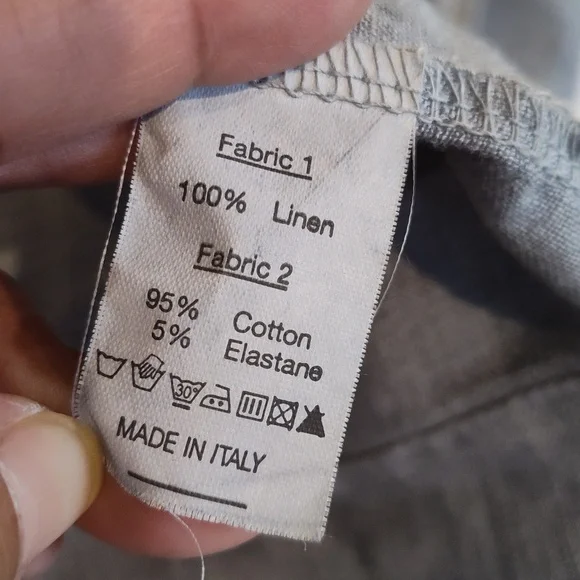 Fabric 1
100% Linen
Fabric 2
95% Cotton
5% Elastane
30°
MADE IN ITALY